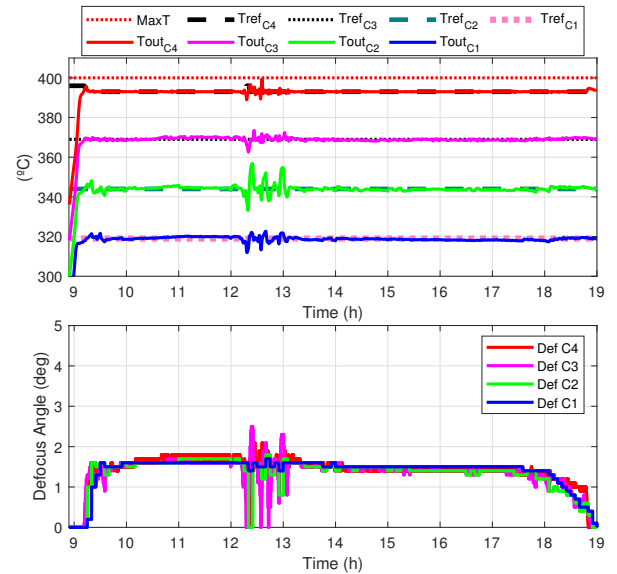 MaxT Tref_C4 Tref_C3 Tref_C2 Tref_C1
Tout_C4 Tout_C3 Tout_C2 Tout_C1
(ºC)
400
380
360
340
320
300
9 10 11 12 13 14 15 16 17 18 19
Time (h)
Defocus Angle (deg)
5
4
3
2
1
0
Def C4
Def C3
Def C2
Def C1
9 10 11 12 13 14 15 16 17 18 19
Time (h)